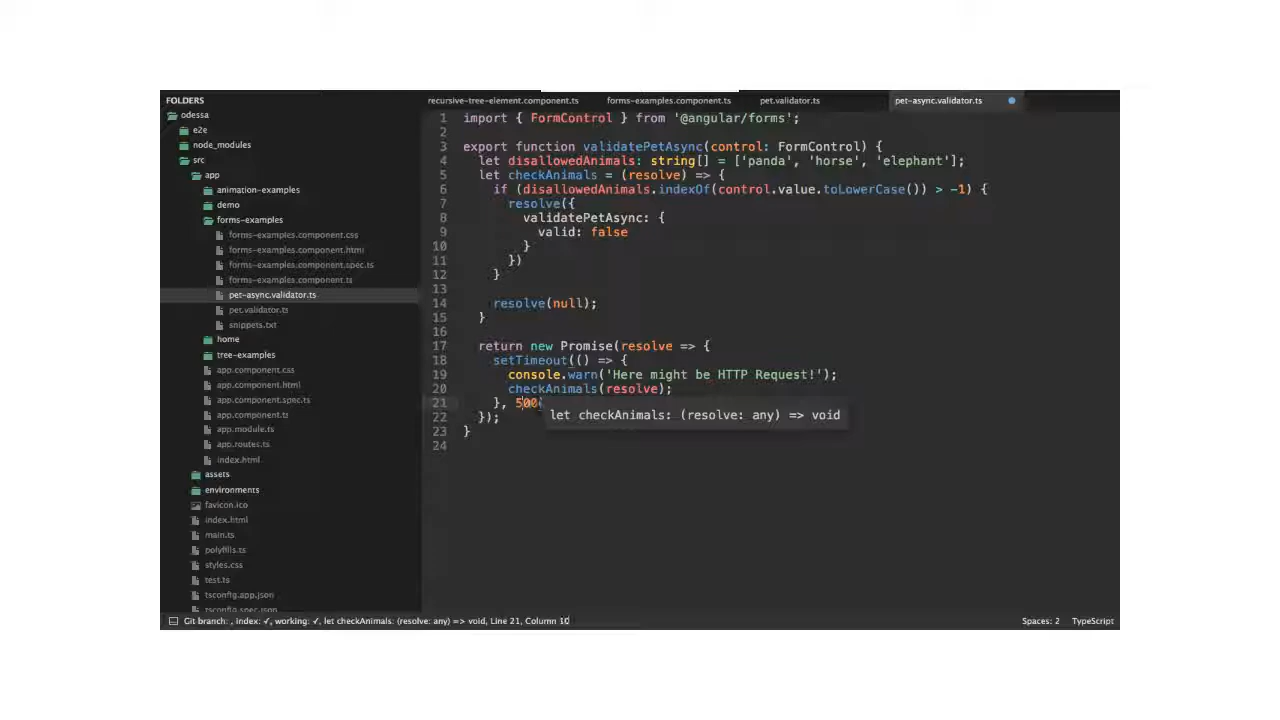 FOLDERS
odessa
e2e
node_modules
src
app
animation-examples
demo
forms-examples
forms-examples.component.css
forms-examples.component.html
forms-examples.component.spec.ts
forms-examples.component.ts
pet-async.validator.ts
pet.validator.ts
snippets.txt
home
tree-examples
app.component.css
app.component.html
app.component.spec.ts
app.component.ts
app.module.ts
app.routes.ts
index.html
assets
environments
favicon.ico
index.html
main.ts
polyfills.ts
styles.css
test.ts
tsconfig.app.json
tsconfig.spec.json
recursive-tree-element.component.ts forms-examples.component.ts pet.validator.ts pet-async.validator.ts
1 import { FormControl } from '@angular/forms';
2
3 export function validatePetAsync(control: FormControl) {
4 let disallowedAnimals: string[] = ['panda', 'horse', 'elephant'];
5 let checkAnimals = (resolve) => {
6 if (disallowedAnimals.indexOf(control.value.toLowerCase()) > -1) {
7 resolve({
8 validatePetAsync: {
9 valid: false
10 }
11 })
12 }
13
14 resolve(null);
15 }
16
17 return new Promise(resolve => {
18 setTimeout(() => {
19 console.warn('Here might be HTTP Request!');
20 checkAnimals(resolve);
21 }, 500
let checkAnimals: (resolve: any) => void
22 });
23 }
24
Git branch: , index: ✓, working: ✓, let checkAnimals: (resolve: any) => void, Line 21, Column 10 Spaces: 2 TypeScript